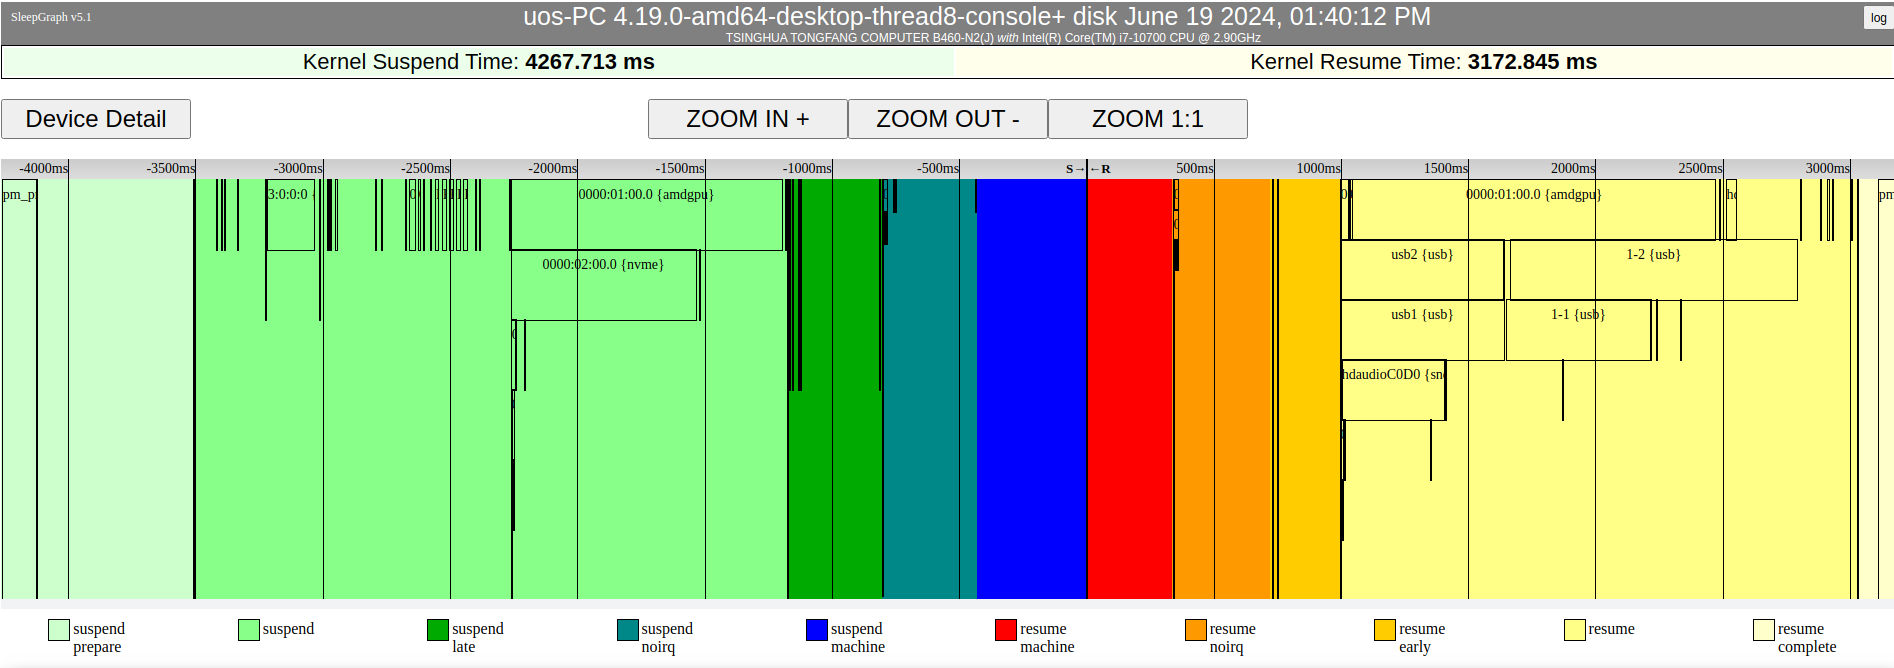 SleepGraph v5.1
uos-PC 4.19.0-amd64-desktop-thread8-console+ disk June 19 2024, 01:40:12 PM
log
TSINGHUA TONGFANG COMPUTER B460-N2(J) with Intel(R) Core(TM) i7-10700 CPU @ 2.90GHz
Kernel Suspend Time: 4267.713 ms
Kernel Resume Time: 3172.845 ms
Device Detail
ZOOM IN +
ZOOM OUT -
ZOOM 1:1
-4000ms -3500ms -3000ms -2500ms -2000ms -1500ms -1000ms -500ms S→ ←R 500ms 1000ms 1500ms 2000ms 2500ms 3000ms
3:0:0:0 {
0000:01:00.0 {amdgpu}
0000:01:00.0 {amdgpu}
pm
0000:02:00.0 {nvme}
usb2 {usb}
1-2 {usb}
usb1 {usb}
1-1 {usb}
hdaudioC0D0 {sn
suspend prepare
suspend
suspend late
suspend noirq
suspend machine
resume machine
resume noirq
resume early
resume
resume complete